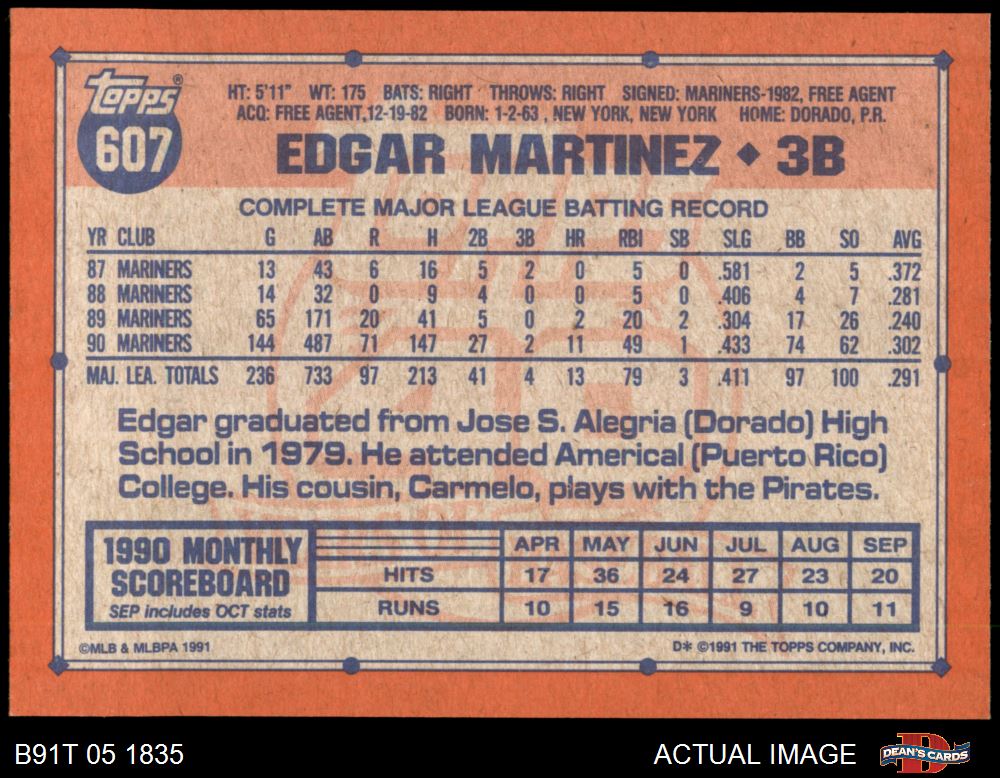 Topps®
607
HT: 5'11" WT: 175 BATS: RIGHT THROWS: RIGHT SIGNED: MARINERS-1982, FREE AGENT
ACQ: FREE AGENT,12-19-82 BORN: 1-2-63 , NEW YORK, NEW YORK HOME: DORADO, P.R.
EDGAR MARTINEZ ◆ 3B
COMPLETE MAJOR LEAGUE BATTING RECORD
YR CLUB G AB R H 2B 3B HR RBI SB SLG BB SO AVG
87 MARINERS 13 43 6 16 5 2 0 5 0 .581 2 5 .372
88 MARINERS 14 32 0 9 4 0 0 5 0 .406 4 7 .281
89 MARINERS 65 171 20 41 5 0 2 20 2 .304 17 26 .240
90 MARINERS 144 487 71 147 27 2 11 49 1 .433 74 62 .302
MAJ. LEA. TOTALS 236 733 97 213 41 4 13 79 3 .411 97 100 .291
Edgar graduated from Jose S. Alegria (Dorado) High
School in 1979. He attended Americal (Puerto Rico)
College. His cousin, Carmelo, plays with the Pirates.
1990 MONTHLY
SCOREBOARD
SEP includes OCT stats
APR MAY JUN JUL AUG SEP
HITS 17 36 24 27 23 20
RUNS 10 15 16 9 10 11
©MLB & MLBPA 1991
D* ©1991 THE TOPPS COMPANY, INC.
B91T 05 1835
ACTUAL IMAGE
DEAN'S CARDS